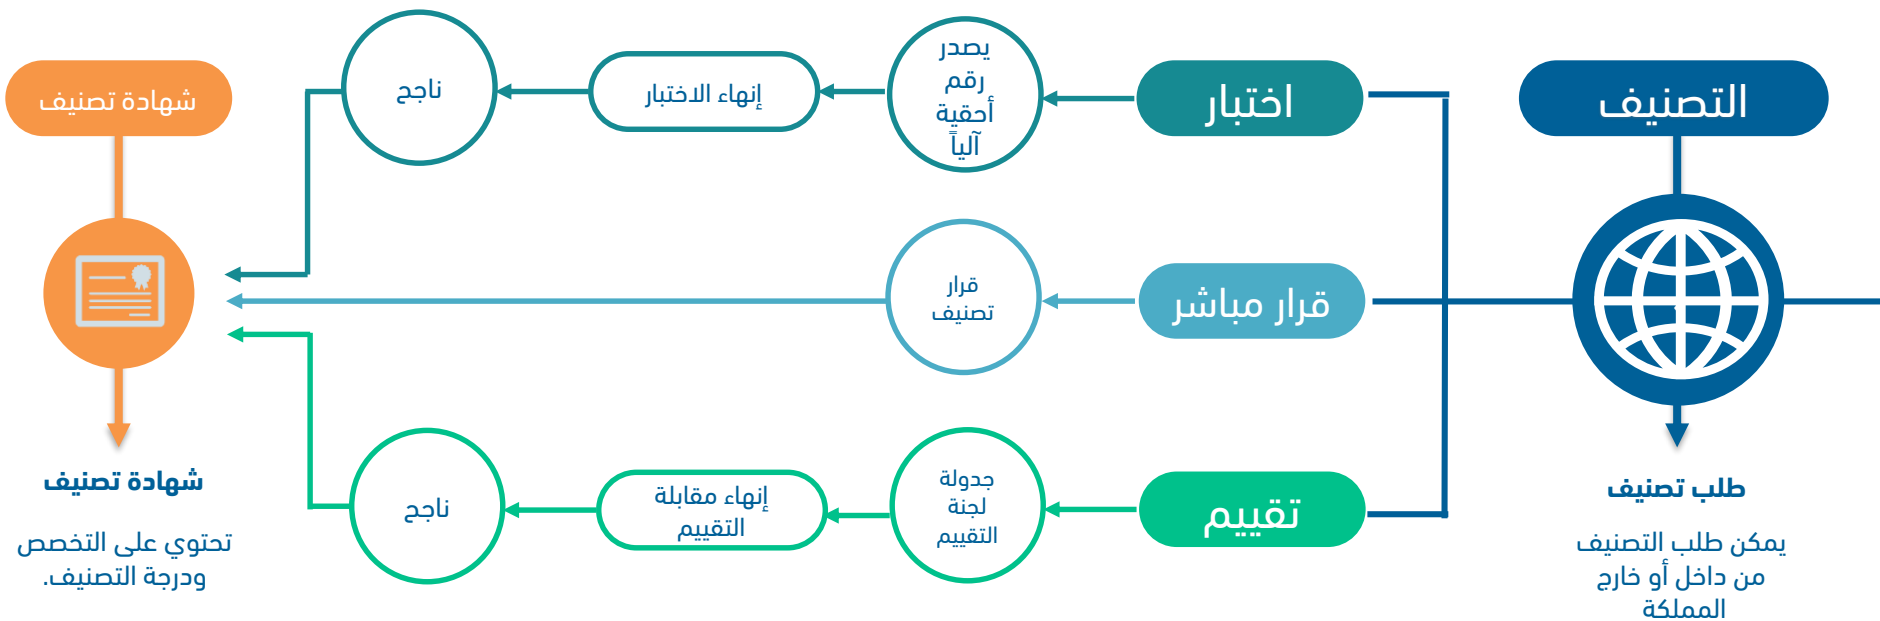 التصنيف
طلب تصنيف
يمكن طلب التصنيف
من داخل أو خارج
المملكة
اختبار
يصدر
رقم
أحقية
آلياً
إنهاء الاختبار
ناجح
قرار مباشر
قرار
تصنيف
تقييم
جدولة
لجنة
التقييم
إنهاء مقابلة
التقييم
ناجح
شهادة تصنيف
شهادة تصنيف
تحتوي على التخصص
ودرجة التصنيف.